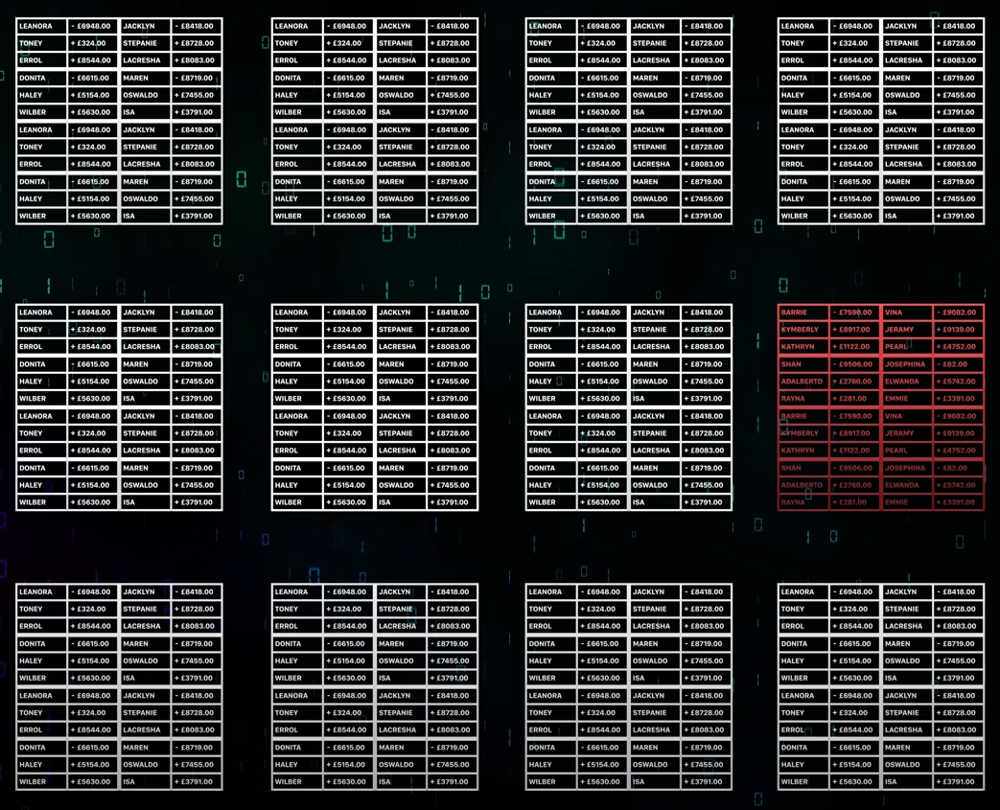 LEANORA - £6948.00 JACKLYN - £8418.00
TONEY + £324.00 STEPANIE + £8728.00
ERROL + £8544.00 LACRESHA + £8083.00
DONITA - £6615.00 MAREN - £8719.00
HALEY + £5154.00 OSWALDO + £7455.00
WILBER + £5630.00 ISA + £3791.00
LEANORA - £6948.00 JACKLYN - £8418.00
TONEY + £324.00 STEPANIE + £8728.00
ERROL + £8544.00 LACRESHA + £8083.00
DONITA - £6615.00 MAREN - £8719.00
HALEY + £5154.00 OSWALDO + £7455.00
WILBER + £5630.00 ISA + £3791.00
LEANORA - £6948.00 JACKLYN - £8418.00
TONEY + £324.00 STEPANIE + £8728.00
ERROL + £8544.00 LACRESHA + £8083.00
DONITA - £6615.00 MAREN - £8719.00
HALEY + £5154.00 OSWALDO + £7455.00
WILBER + £5630.00 ISA + £3791.00
LEANORA - £6948.00 JACKLYN - £8418.00
TONEY + £324.00 STEPANIE + £8728.00
ERROL + £8544.00 LACRESHA + £8083.00
DONITA - £6615.00 MAREN - £8719.00
HALEY + £5154.00 OSWALDO + £7455.00
WILBER + £5630.00 ISA + £3791.00
LEANORA - £6948.00 JACKLYN - £8418.00
TONEY + £324.00 STEPANIE + £8728.00
ERROL + £8544.00 LACRESHA + £8083.00
DONITA - £6615.00 MAREN - £8719.00
HALEY + £5154.00 OSWALDO + £7455.00
WILBER + £5630.00 ISA + £3791.00
LEANORA - £6948.00 JACKLYN - £8418.00
TONEY + £324.00 STEPANIE + £8728.00
ERROL + £8544.00 LACRESHA + £8083.00
DONITA - £6615.00 MAREN - £8719.00
HALEY + £5154.00 OSWALDO + £7455.00
WILBER + £5630.00 ISA + £3791.00
LEANORA - £6948.00 JACKLYN - £8418.00
TONEY + £324.00 STEPANIE + £8728.00
ERROL + £8544.00 LACRESHA + £8083.00
DONITA - £6615.00 MAREN - £8719.00
HALEY + £5154.00 OSWALDO + £7455.00
WILBER + £5630.00 ISA + £3791.00
LEANORA - £6948.00 JACKLYN - £8418.00
TONEY + £324.00 STEPANIE + £8728.00
ERROL + £8544.00 LACRESHA + £8083.00
DONITA - £6615.00 MAREN - £8719.00
HALEY + £5154.00 OSWALDO + £7455.00
WILBER + £5630.00 ISA + £3791.00
LEANORA - £6948.00 JACKLYN - £8418.00
TONEY + £324.00 STEPANIE + £8728.00
ERROL + £8544.00 LACRESHA + £8083.00
DONITA - £6615.00 MAREN - £8719.00
HALEY + £5154.00 OSWALDO + £7455.00
WILBER + £5630.00 ISA + £3791.00
LEANORA - £6948.00 JACKLYN - £8418.00
TONEY + £324.00 STEPANIE + £8728.00
ERROL + £8544.00 LACRESHA + £8083.00
DONITA - £6615.00 MAREN - £8719.00
HALEY + £5154.00 OSWALDO + £7455.00
WILBER + £5630.00 ISA + £3791.00
LEANORA - £6948.00 JACKLYN - £8418.00
TONEY + £324.00 STEPANIE + £8728.00
ERROL + £8544.00 LACRESHA + £8083.00
DONITA - £6615.00 MAREN - £8719.00
HALEY + £5154.00 OSWALDO + £7455.00
WILBER + £5630.00 ISA + £3791.00
LEANORA - £6948.00 JACKLYN - £8418.00
TONEY + £324.00 STEPANIE + £8728.00
ERROL + £8544.00 LACRESHA + £8083.00
DONITA - £6615.00 MAREN - £8719.00
HALEY + £5154.00 OSWALDO + £7455.00
WILBER + £5630.00 ISA + £3791.00
LEANORA - £6948.00 JACKLYN - £8418.00
TONEY + £324.00 STEPANIE + £8728.00
ERROL + £8544.00 LACRESHA + £8083.00
DONITA - £6615.00 MAREN - £8719.00
HALEY + £5154.00 OSWALDO + £7455.00
WILBER + £5630.00 ISA + £3791.00
LEANORA - £6948.00 JACKLYN - £8418.00
TONEY + £324.00 STEPANIE + £8728.00
ERROL + £8544.00 LACRESHA + £8083.00
DONITA - £6615.00 MAREN - £8719.00
HALEY + £5154.00 OSWALDO + £7455.00
WILBER + £5630.00 ISA + £3791.00
BARRIE - £7590.00 VINA - £9082.00
KYMBERLY + £8917.00 JERAMY + £9139.00
KATHRYN + £1122.00 PEARL + £4752.00
SHAN - £9506.00 JOSEPHINA - £82.00
ADALBERTO + £2760.00 ELWANDA + £5742.00
RAYNA + £281.00 EMMIE + £3391.00
BARRIE - £7590.00 VINA - £9082.00
KYMBERLY + £8917.00 JERAMY + £9139.00
KATHRYN + £1122.00 PEARL + £4752.00
SHAN - £9506.00 JOSEPHINA - £82.00
ADALBERTO + £2760.00 ELWANDA + £5742.00
RAYNA + £281.00 EMMIE + £3391.00
LEANORA - £6948.00 JACKLYN - £8418.00
TONEY + £324.00 STEPANIE + £8728.00
ERROL + £8544.00 LACRESHA + £8083.00
DONITA - £6615.00 MAREN - £8719.00
HALEY + £5154.00 OSWALDO + £7455.00
WILBER + £5630.00 ISA + £3791.00
LEANORA - £6948.00 JACKLYN - £8418.00
TONEY + £324.00 STEPANIE + £8728.00
ERROL + £8544.00 LACRESHA + £8083.00
DONITA - £6615.00 MAREN - £8719.00
HALEY + £5154.00 OSWALDO + £7455.00
WILBER + £5630.00 ISA + £3791.00
LEANORA - £6948.00 JACKLYN - £8418.00
TONEY + £324.00 STEPANIE + £8728.00
ERROL + £8544.00 LACRESHA + £8083.00
DONITA - £6615.00 MAREN - £8719.00
HALEY + £5154.00 OSWALDO + £7455.00
WILBER + £5630.00 ISA + £3791.00
LEANORA - £6948.00 JACKLYN - £8418.00
TONEY + £324.00 STEPANIE + £8728.00
ERROL + £8544.00 LACRESHA + £8083.00
DONITA - £6615.00 MAREN - £8719.00
HALEY + £5154.00 OSWALDO + £7455.00
WILBER + £5630.00 ISA + £3791.00
LEANORA - £6948.00 JACKLYN - £8418.00
TONEY + £324.00 STEPANIE + £8728.00
ERROL + £8544.00 LACRESHA + £8083.00
DONITA - £6615.00 MAREN - £8719.00
HALEY + £5154.00 OSWALDO + £7455.00
WILBER + £5630.00 ISA + £3791.00
LEANORA - £6948.00 JACKLYN - £8418.00
TONEY + £324.00 STEPANIE + £8728.00
ERROL + £8544.00 LACRESHA + £8083.00
DONITA - £6615.00 MAREN - £8719.00
HALEY + £5154.00 OSWALDO + £7455.00
WILBER + £5630.00 ISA + £3791.00
LEANORA - £6948.00 JACKLYN - £8418.00
TONEY + £324.00 STEPANIE + £8728.00
ERROL + £8544.00 LACRESHA + £8083.00
DONITA - £6615.00 MAREN - £8719.00
HALEY + £5154.00 OSWALDO + £7455.00
WILBER + £5630.00 ISA + £3791.00
LEANORA - £6948.00 JACKLYN - £8418.00
TONEY + £324.00 STEPANIE + £8728.00
ERROL + £8544.00 LACRESHA + £8083.00
DONITA - £6615.00 MAREN - £8719.00
HALEY + £5154.00 OSWALDO + £7455.00
WILBER + £5630.00 ISA + £3791.00